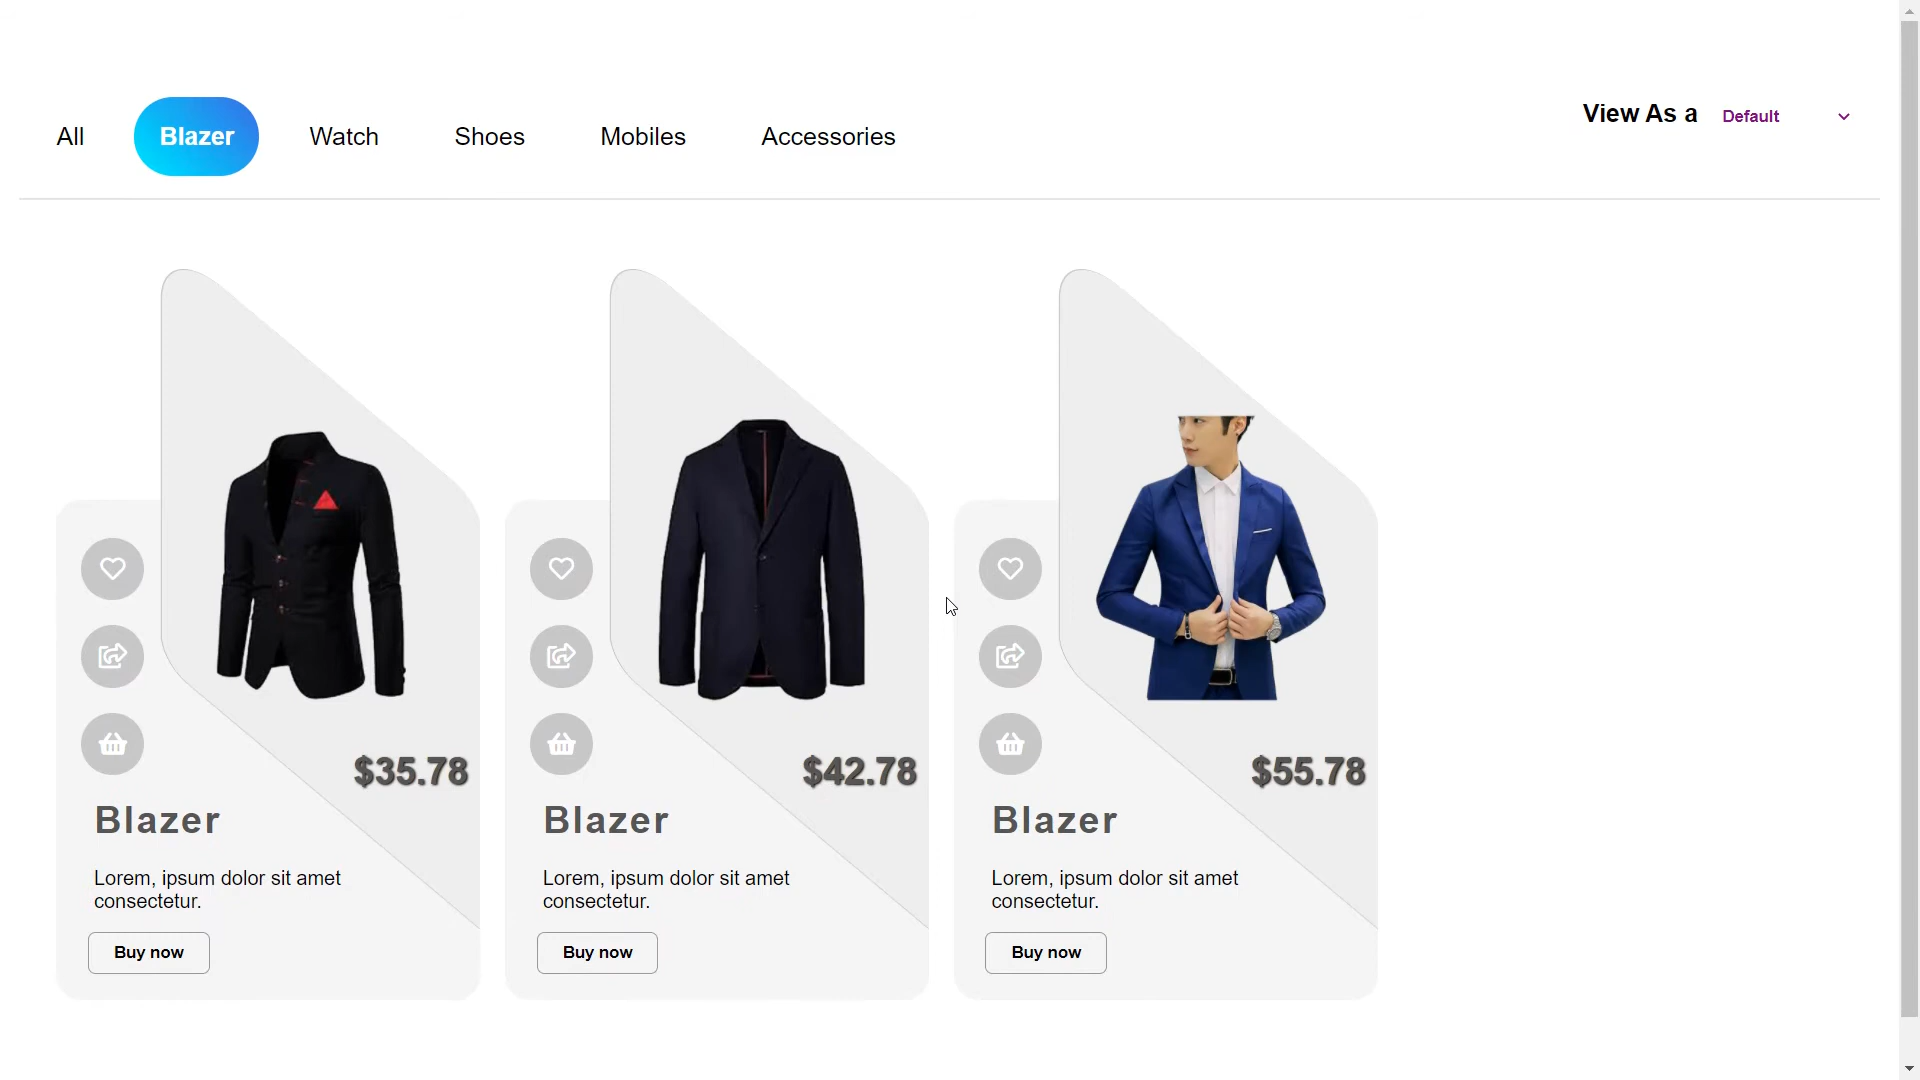 All
Blazer
Watch
Shoes
Mobiles
Accessories
View As a
Default
$35.78
Blazer
Lorem, ipsum dolor sit amet
consectetur.
Buy now
$42.78
Blazer
Lorem, ipsum dolor sit amet
consectetur.
Buy now
$55.78
Blazer
Lorem, ipsum dolor sit amet
consectetur.
Buy now